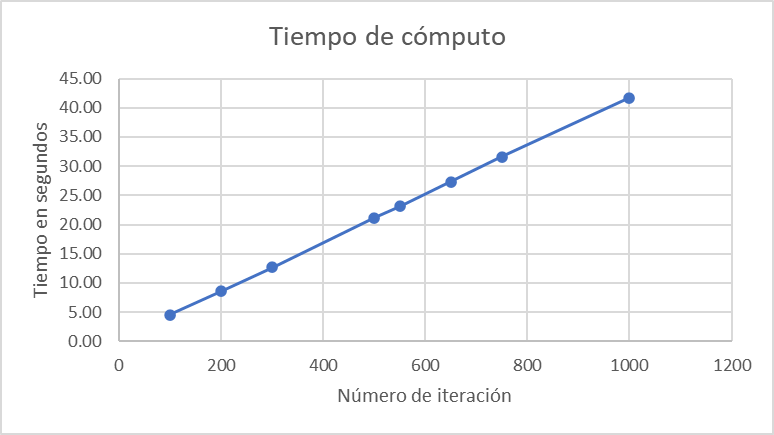 Tiempo de cómputo
45.00
40.00
35.00
30.00
25.00
20.00
15.00
10.00
5.00
0.00
Tiempo en segundos
0 200 400 600 800 1000 1200
Número de iteración